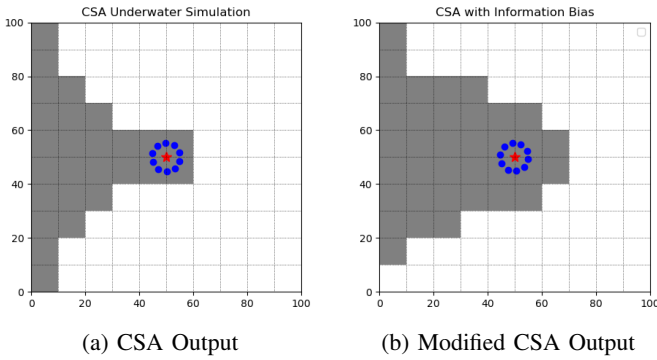 CSA Underwater Simulation
100
80
60
40
20
0
0 20 40 60 80 100
(a) CSA Output
CSA with Information Bias
100
80
60
40
20
0
0 20 40 60 80 100
(b) Modified CSA Output